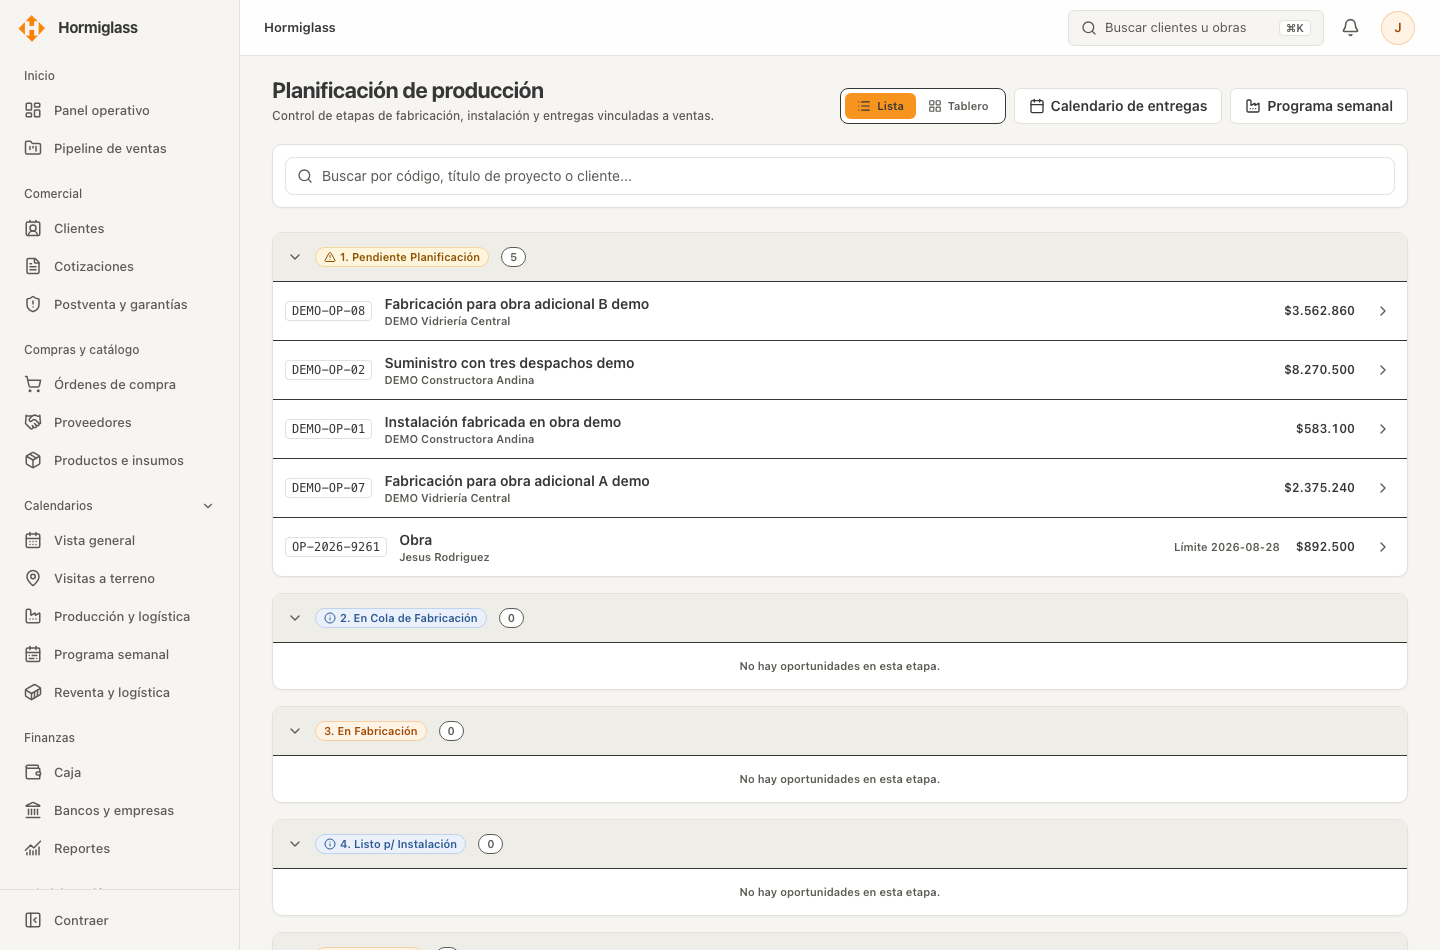 Hormiglass
Inicio
Panel operativo
Pipeline de ventas
Comercial
Clientes
Cotizaciones
Postventa y garantías
Compras y catálogo
Órdenes de compra
Proveedores
Productos e insumos
Calendarios
Vista general
Visitas a terreno
Producción y logística
Programa semanal
Reventa y logística
Finanzas
Caja
Bancos y empresas
Reportes
Contraer
Hormiglass
Buscar clientes u obras ⌘K
J
Planificación de producción
Control de etapas de fabricación, instalación y entregas vinculadas a ventas.
Lista Tablero
Calendario de entregas
Programa semanal
Buscar por código, título de proyecto o cliente...
1. Pendiente Planificación 5
DEMO-OP-08 Fabricación para obra adicional B demo $3.562.860
DEMO Vidriería Central
DEMO-OP-02 Suministro con tres despachos demo $8.270.500
DEMO Constructora Andina
DEMO-OP-01 Instalación fabricada en obra demo $583.100
DEMO Constructora Andina
DEMO-OP-07 Fabricación para obra adicional A demo $2.375.240
DEMO Vidriería Central
OP-2026-9261 Obra Límite 2026-08-28 $892.500
Jesus Rodriguez
2. En Cola de Fabricación 0
No hay oportunidades en esta etapa.
3. En Fabricación 0
No hay oportunidades en esta etapa.
4. Listo p/ Instalación 0
No hay oportunidades en esta etapa.